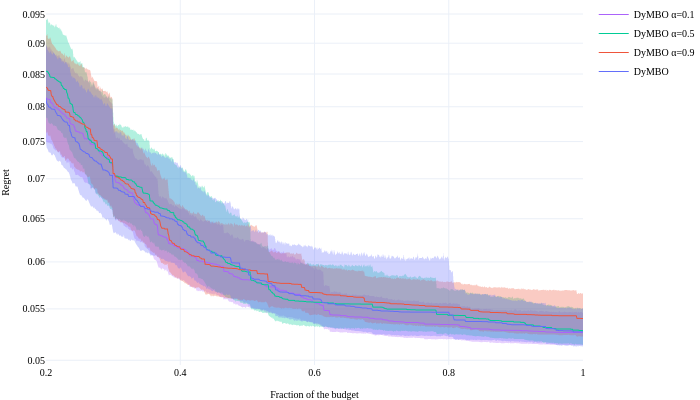 0.095
0.09
0.085
0.08
0.075
0.07
0.065
0.06
0.055
0.05
Regret
0.2
0.4
0.6
0.8
1
Fraction of the budget
DyMBO α=0.1
DyMBO α=0.5
DyMBO α=0.9
DyMBO